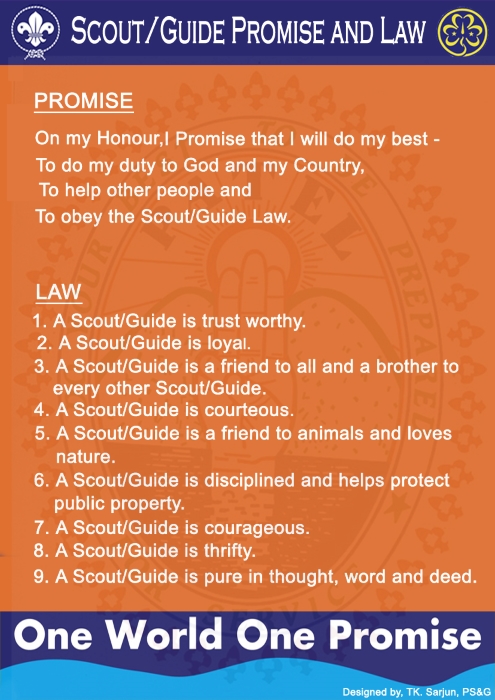 SCOUT/GUIDE PROMISE AND LAW
PROMISE
On my Honour,I Promise that I will do my best -
To do my duty to God and my Country,
To help other people and
To obey the Scout/Guide Law.
LAW
1. A Scout/Guide is trust worthy.
2. A Scout/Guide is loyal.
3. A Scout/Guide is a friend to all and a brother to
every other Scout/Guide.
4. A Scout/Guide is courteous.
5. A Scout/Guide is a friend to animals and loves
nature.
6. A Scout/Guide is disciplined and helps protect
public property.
7. A Scout/Guide is courageous.
8. A Scout/Guide is thrifty.
9. A Scout/Guide is pure in thought, word and deed.
One World One Promise
Designed by, TK. Sarjun, PS&G